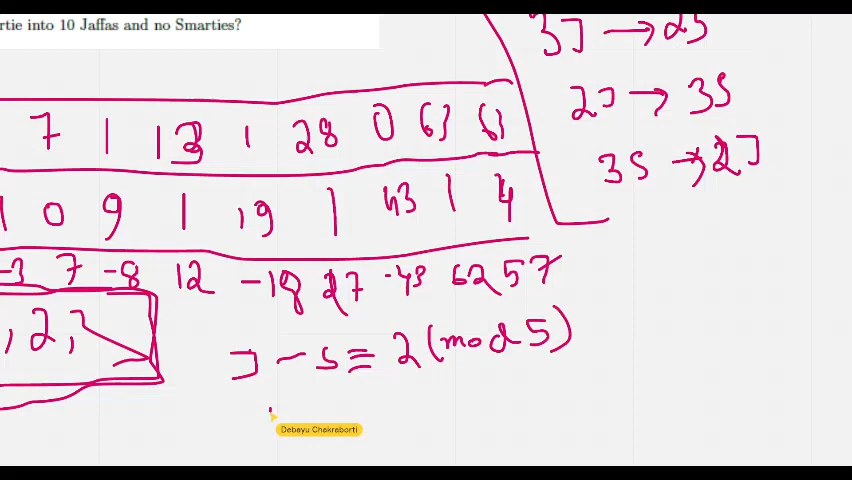 rtie into 10 Jaffas and no Smarties?
3J → 2S
2J → 3S
3S → 2J
7 1 13 1 28 0 63 61
1 0 9 1 19 1 43 1 4
-3 7 -8 12 -18 27 -43 62 57
, 2,
J - S ≡ 2 (mod 5)
Debayu Chakraborti